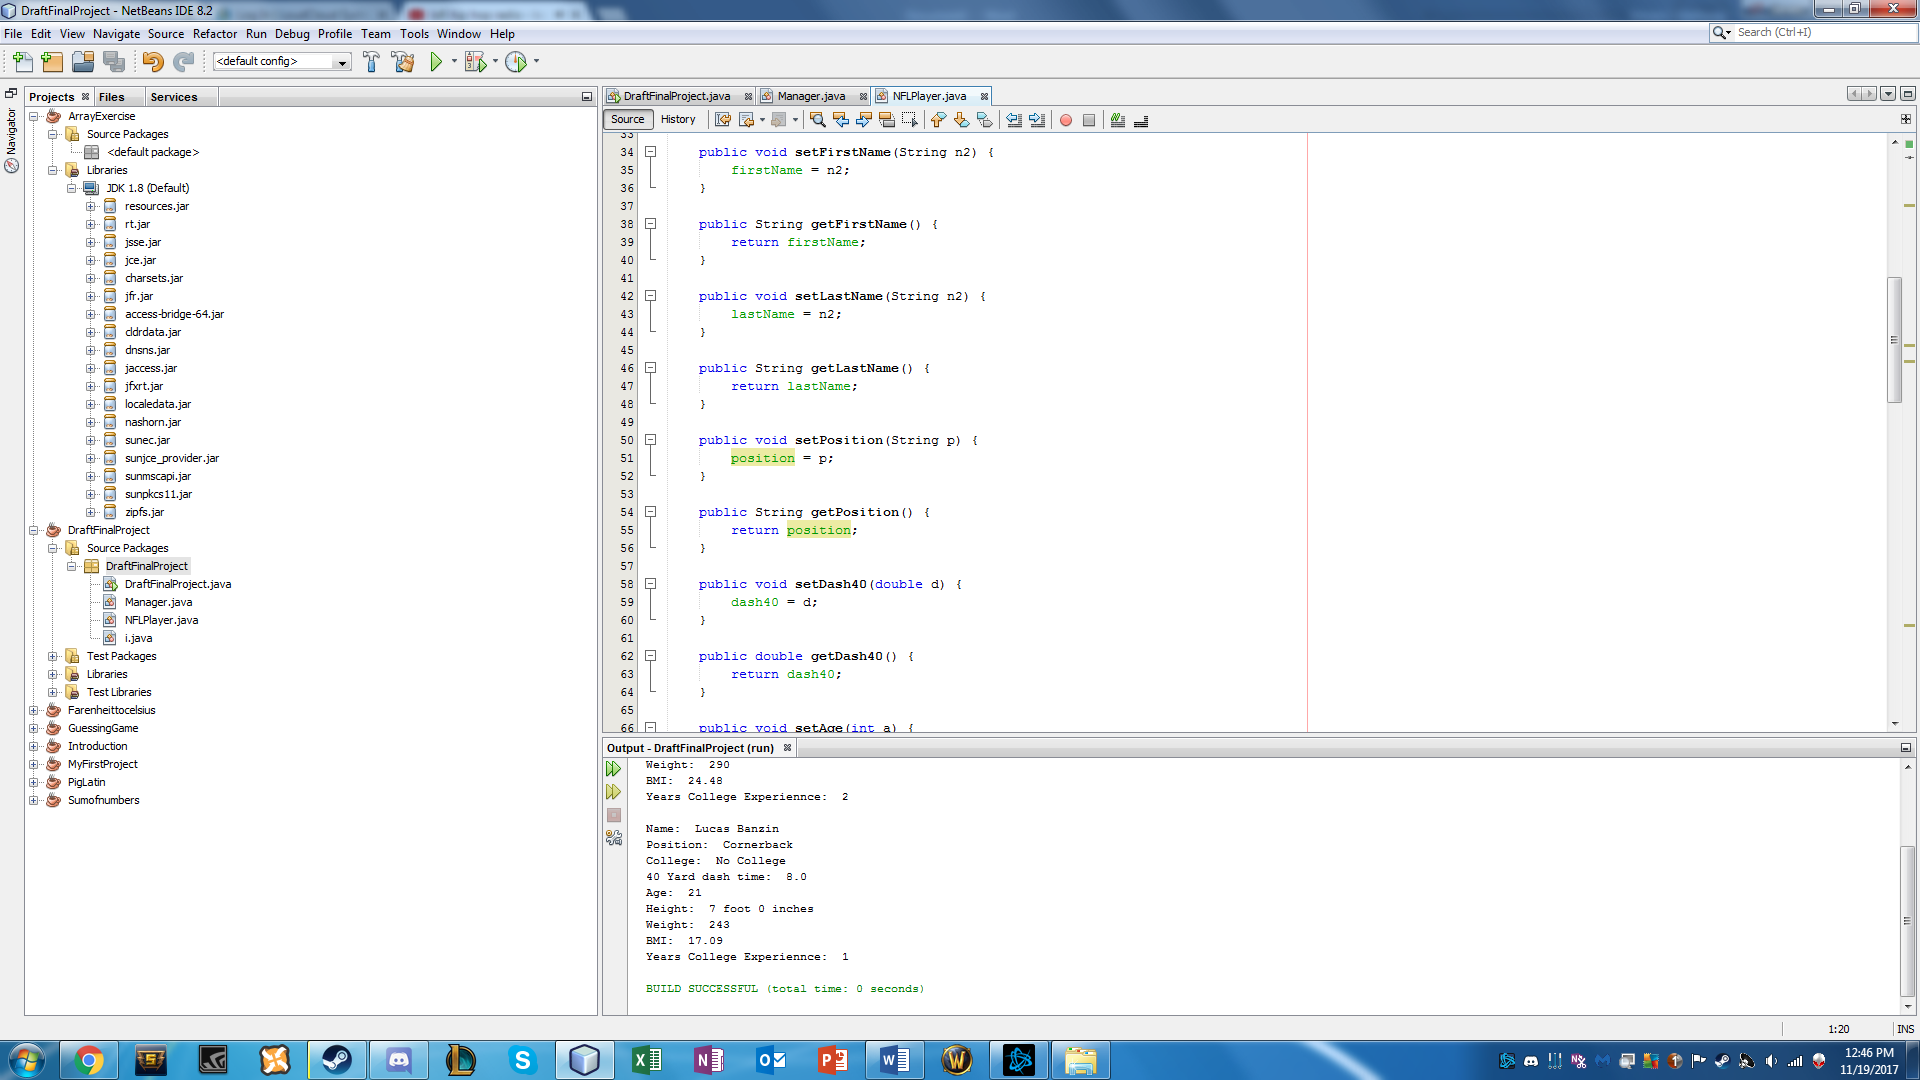 DraftFinalProject - NetBeans IDE 8.2
File Edit View Navigate Source Refactor Run Debug Profile Team Tools Window Help
Search (Ctrl+I)
<default config>
Projects Files Services
Navigator
ArrayExercise
Source Packages
<default package>
Libraries
JDK 1.8 (Default)
resources.jar
rt.jar
jsse.jar
jce.jar
charsets.jar
jfr.jar
access-bridge-64.jar
cldrdata.jar
dnsns.jar
jaccess.jar
jfxrt.jar
localedata.jar
nashorn.jar
sunec.jar
sunjce_provider.jar
sunmscapi.jar
sunpkcs11.jar
zipfs.jar
DraftFinalProject
Source Packages
DraftFinalProject
DraftFinalProject.java
Manager.java
NFLPlayer.java
i.java
Test Packages
Libraries
Test Libraries
Farenheittocelsius
GuessingGame
Introduction
MyFirstProject
PigLatin
Sumofnumbers
DraftFinalProject.java Manager.java NFLPlayer.java
Source History
33
34 public void setFirstName(String n2) {
35 firstName = n2;
36 }
37
38 public String getFirstName() {
39 return firstName;
40 }
41
42 public void setLastName(String n2) {
43 lastName = n2;
44 }
45
46 public String getLastName() {
47 return lastName;
48 }
49
50 public void setPosition(String p) {
51 position = p;
52 }
53
54 public String getPosition() {
55 return position;
56 }
57
58 public void setDash40(double d) {
59 dash40 = d;
60 }
61
62 public double getDash40() {
63 return dash40;
64 }
65
66 public void setAge(int a) {
Output - DraftFinalProject (run)
Weight: 290
BMI: 24.48
Years College Experiennce: 2
Name: Lucas Banzin
Position: Cornerback
College: No College
40 Yard dash time: 8.0
Age: 21
Height: 7 foot 0 inches
Weight: 243
BMI: 17.09
Years College Experiennce: 1
BUILD SUCCESSFUL (total time: 0 seconds)
1:20 INS
12:46 PM
11/19/2017